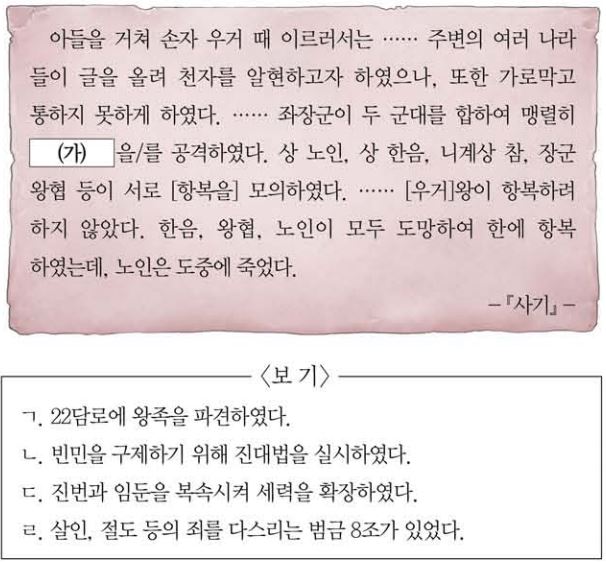 아들을 거쳐 손자 우거 때 이르러서는 …… 주변의 여러 나라
들이 글을 올려 천자를 알현하고자 하였으나, 또한 가로막고
통하지 못하게 하였다. …… 좌장군이 두 군대를 합하여 맹렬히
(가) 을/를 공격하였다. 상 노인, 상 한음, 니계상 참, 장군
왕협 등이 서로 [항복을] 모의하였다. …… [우거]왕이 항복하려
하지 않았다. 한음, 왕협, 노인이 모두 도망하여 한에 항복
하였는데, 노인은 도중에 죽었다.
-『사기』-
〈보 기〉
ㄱ. 22담로에 왕족을 파견하였다.
ㄴ. 빈민을 구제하기 위해 진대법을 실시하였다.
ㄷ. 진번과 임둔을 복속시켜 세력을 확장하였다.
ㄹ. 살인, 절도 등의 죄를 다스리는 범금 8조가 있었다.